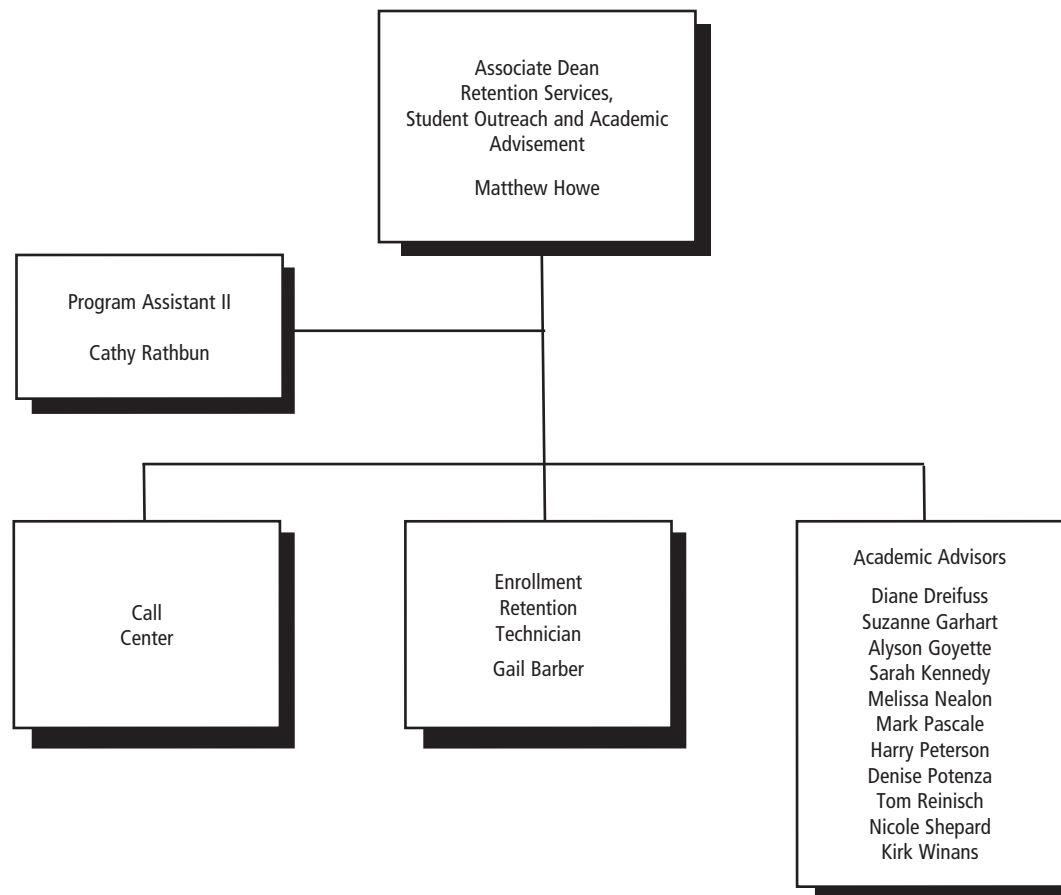 Associate Dean
Retention Services,
Student Outreach and Academic
Advisement
Matthew Howe
Program Assistant II
Cathy Rathbun
Call
Center
Enrollment
Retention
Technician
Gail Barber
Academic Advisors
Diane Dreifuss
Suzanne Garhart
Alyson Goyette
Sarah Kennedy
Melissa Nealon
Mark Pascale
Harry Peterson
Denise Potenza
Tom Reinisch
Nicole Shepard
Kirk Winans